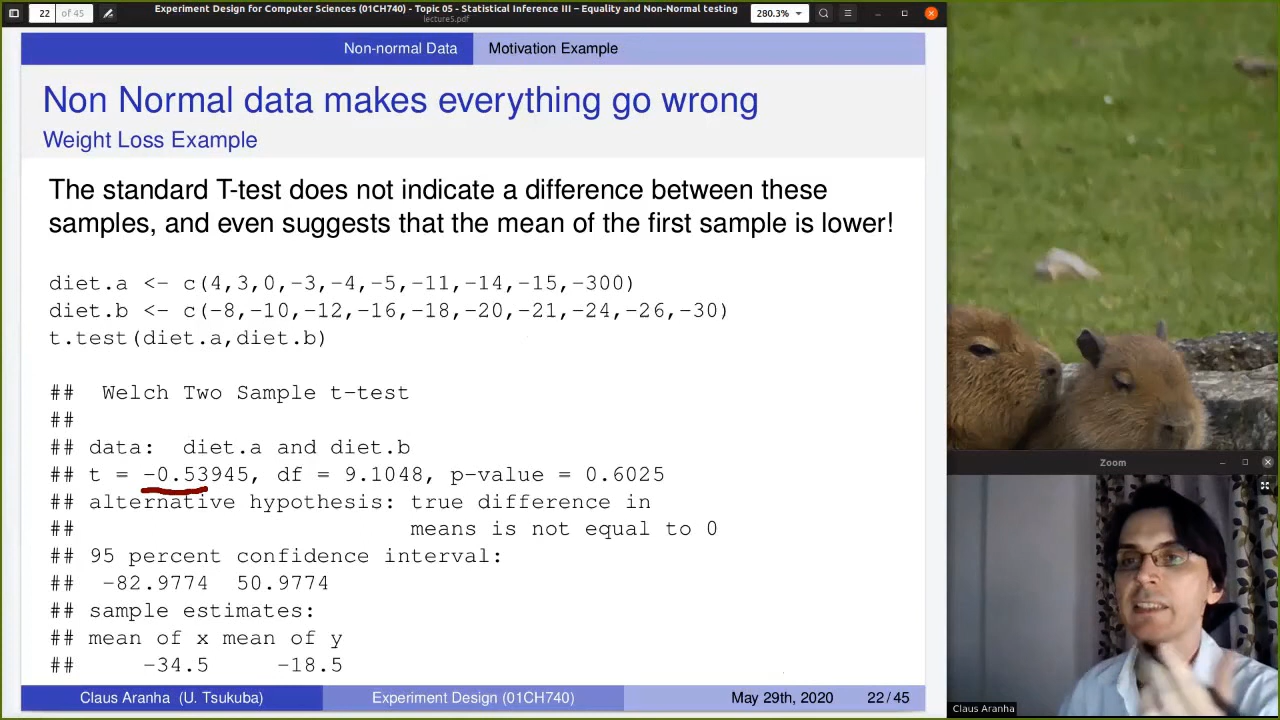 22 of 45
Experiment Design for Computer Sciences (01CH740) - Topic 05 - Statistical Inference III – Equality and Non-Normal testing
lecture5.pdf
280.3%
Non-normal Data
Motivation Example
Non Normal data makes everything go wrong
Weight Loss Example
The standard T-test does not indicate a difference between these
samples, and even suggests that the mean of the first sample is lower!
diet.a <- c(4,3,0,-3,-4,-5,-11,-14,-15,-300)
diet.b <- c(-8,-10,-12,-16,-18,-20,-21,-24,-26,-30)
t.test(diet.a,diet.b)
## Welch Two Sample t-test
##
## data: diet.a and diet.b
## t = -0.53945, df = 9.1048, p-value = 0.6025
## alternative hypothesis: true difference in
## means is not equal to 0
## 95 percent confidence interval:
## -82.9774 50.9774
## sample estimates:
## mean of x mean of y
## -34.5 -18.5
Claus Aranha (U. Tsukuba)
Experiment Design (01CH740)
May 29th, 2020
22 / 45
Zoom
Claus Aranha